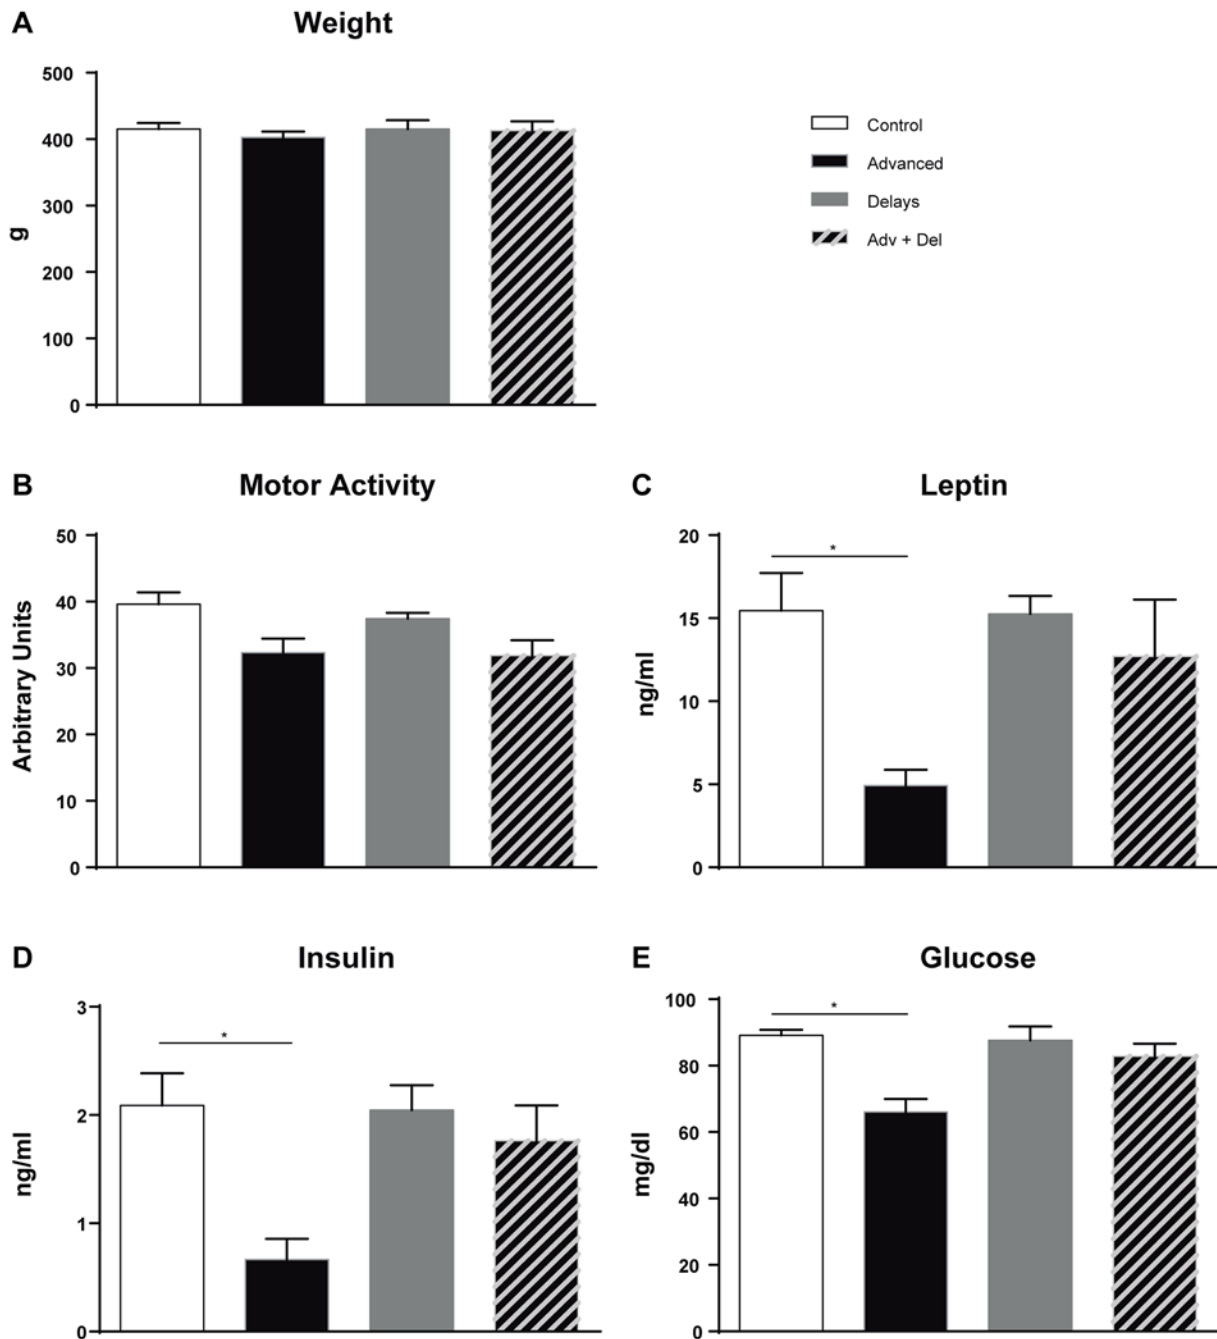 A
Weight
500
400
300
200
100
0
g
Control
Advanced
Delays
Adv + Del
B
Motor Activity
50
40
30
20
10
0
Arbitrary Units
C
Leptin
20
15
10
5
0
ng/ml
*
D
Insulin
3
2
1
0
ng/ml
*
E
Glucose
100
80
60
40
20
0
mg/dl
*